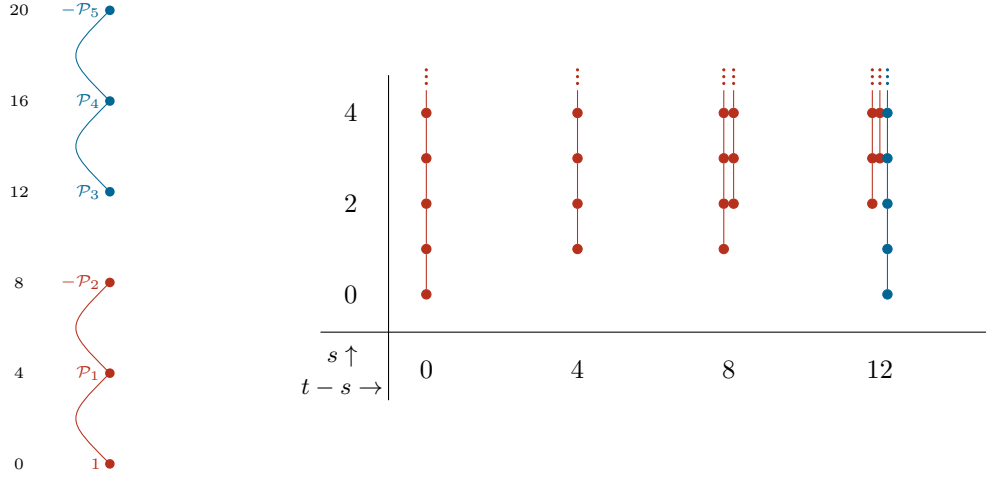 20 −𝒫₅
16 𝒫₄
12 𝒫₃
8 −𝒫₂
4 𝒫₁
0 1
4
2
0
s ↑
t − s →
0 4 8 12